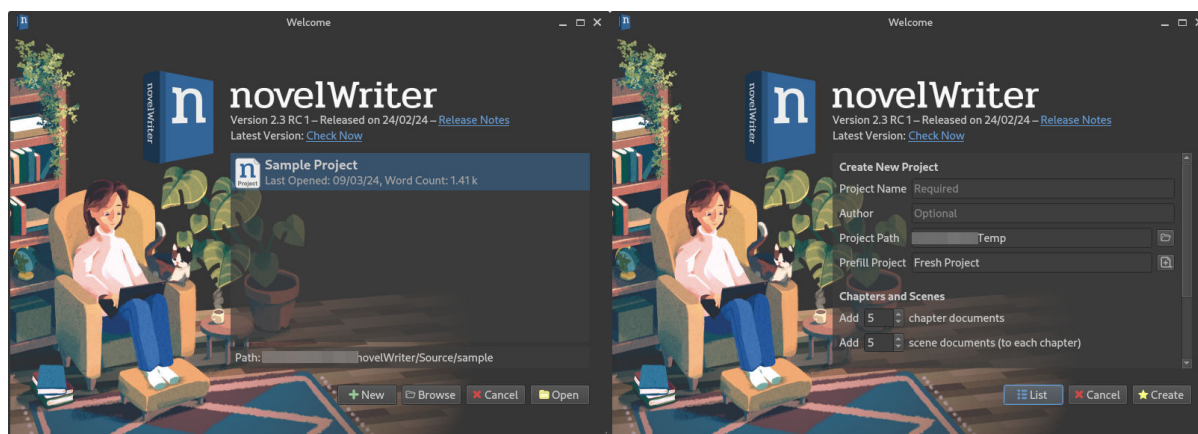 Welcome
novelWriter
n
novelWriter
Version 2.3 RC 1 – Released on 24/02/24 – Release Notes
Latest Version: Check Now
n
Project
Sample Project
Last Opened: 09/03/24, Word Count: 1.41 k
Path: novelWriter/Source/sample
New
Browse
Cancel
Open
Welcome
novelWriter
n
novelWriter
Version 2.3 RC 1 – Released on 24/02/24 – Release Notes
Latest Version: Check Now
Create New Project
Project Name Required
Author Optional
Project Path Temp
Prefill Project Fresh Project
Chapters and Scenes
Add 5 chapter documents
Add 5 scene documents (to each chapter)
List
Cancel
Create